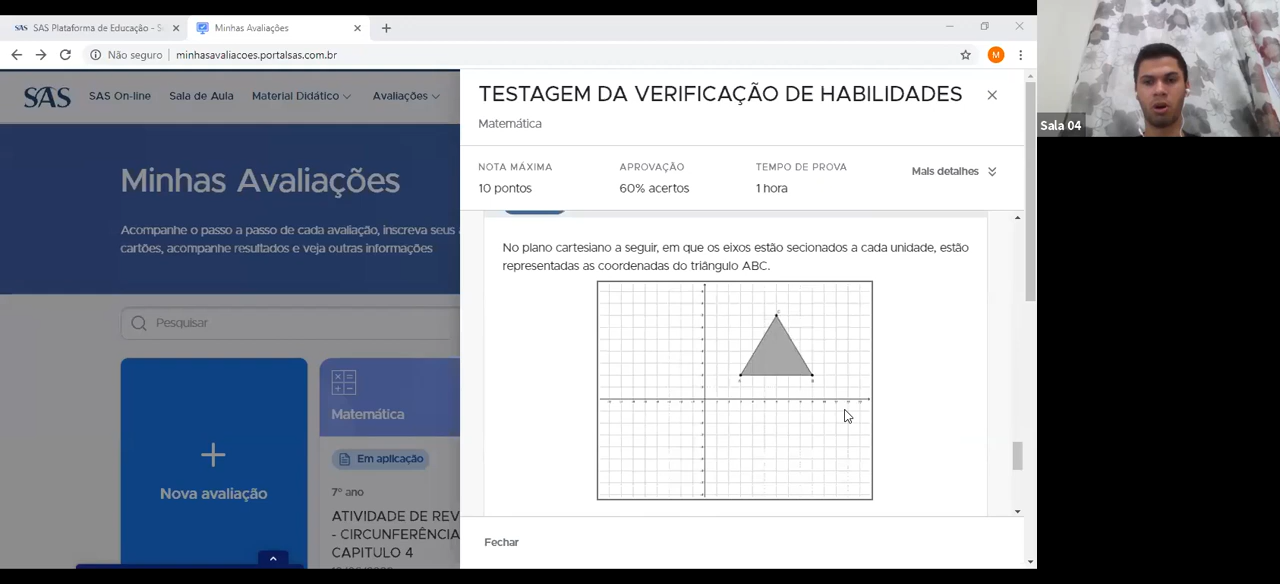 SAS Plataforma de Educação - S
Minhas Avaliações
Não seguro
minhasavaliacoes.portalsas.com.br
M
SAS
SAS On-line
Sala de Aula
Material Didático
Avaliações
Minhas Avaliações
Acompanhe o passo a passo de cada avaliação, inscreva seus a
cartões, acompanhe resultados e veja outras informações
Pesquisar
Nova avaliação
Matemática
Em aplicação
7º ano
ATIVIDADE DE REV
- CIRCUNFERÊNCIA
CAPITULO 4
TESTAGEM DA VERIFICAÇÃO DE HABILIDADES
Matemática
NOTA MÁXIMA
10 pontos
APROVAÇÃO
60% acertos
TEMPO DE PROVA
1 hora
Mais detalhes
No plano cartesiano a seguir, em que os eixos estão secionados a cada unidade, estão
representadas as coordenadas do triângulo ABC.
Fechar
Sala 04